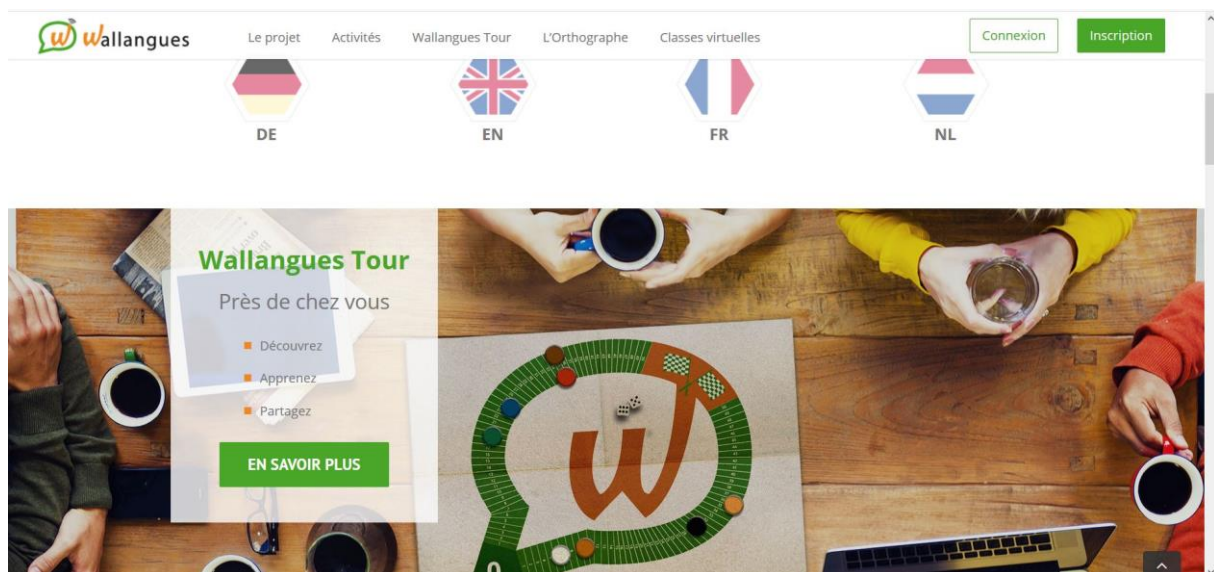 Wallangues
Le projet Activités Wallangues Tour L'Orthographe Classes virtuelles
Connexion Inscription
DE EN FR NL
Wallangues Tour
Près de chez vous
Découvrez
Apprenez
Partagez
EN SAVOIR PLUS